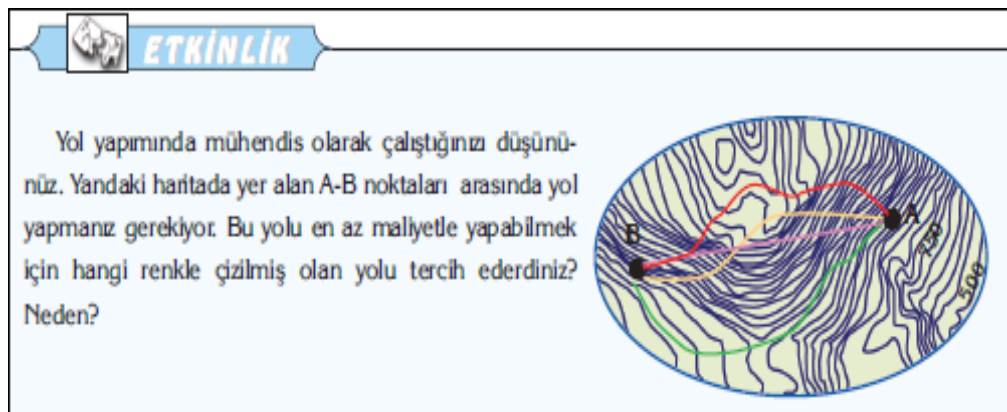 ETKİNLİK
Yol yapımında mühendis olarak çalıştığınızı düşünü-
nüz. Yandaki haritada yer alan A-B noktaları arasında yol
yapmanız gerekiyor. Bu yolu en az maliyetle yapabilmek
için hangi renkle çizilmiş olan yolu tercih ederdiniz?
Neden?
B
A
500